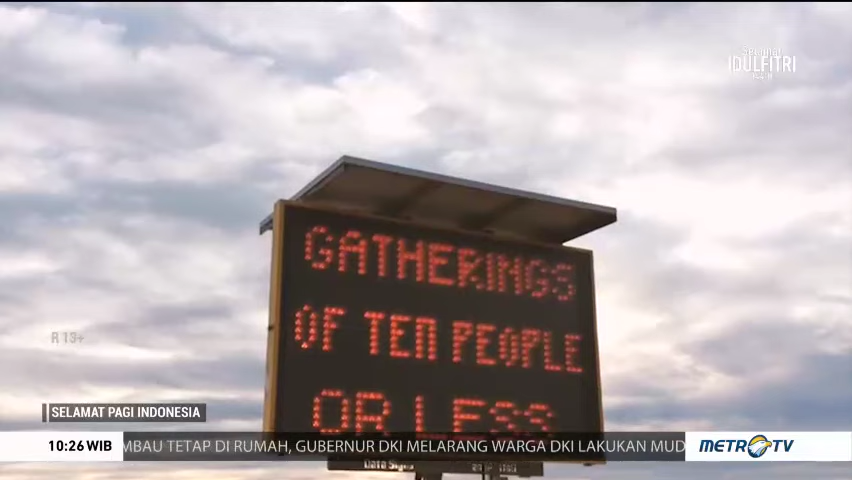 IDULFITRI
GATHERINGS
OF TEN PEOPLE
OR LESS
R 13+
SELAMAT PAGI INDONESIA
10:26 WIB
MBAU TETAP DI RUMAH, GUBERNUR DKI MELARANG WARGA DKI LAKUKAN MUD
METRO TV